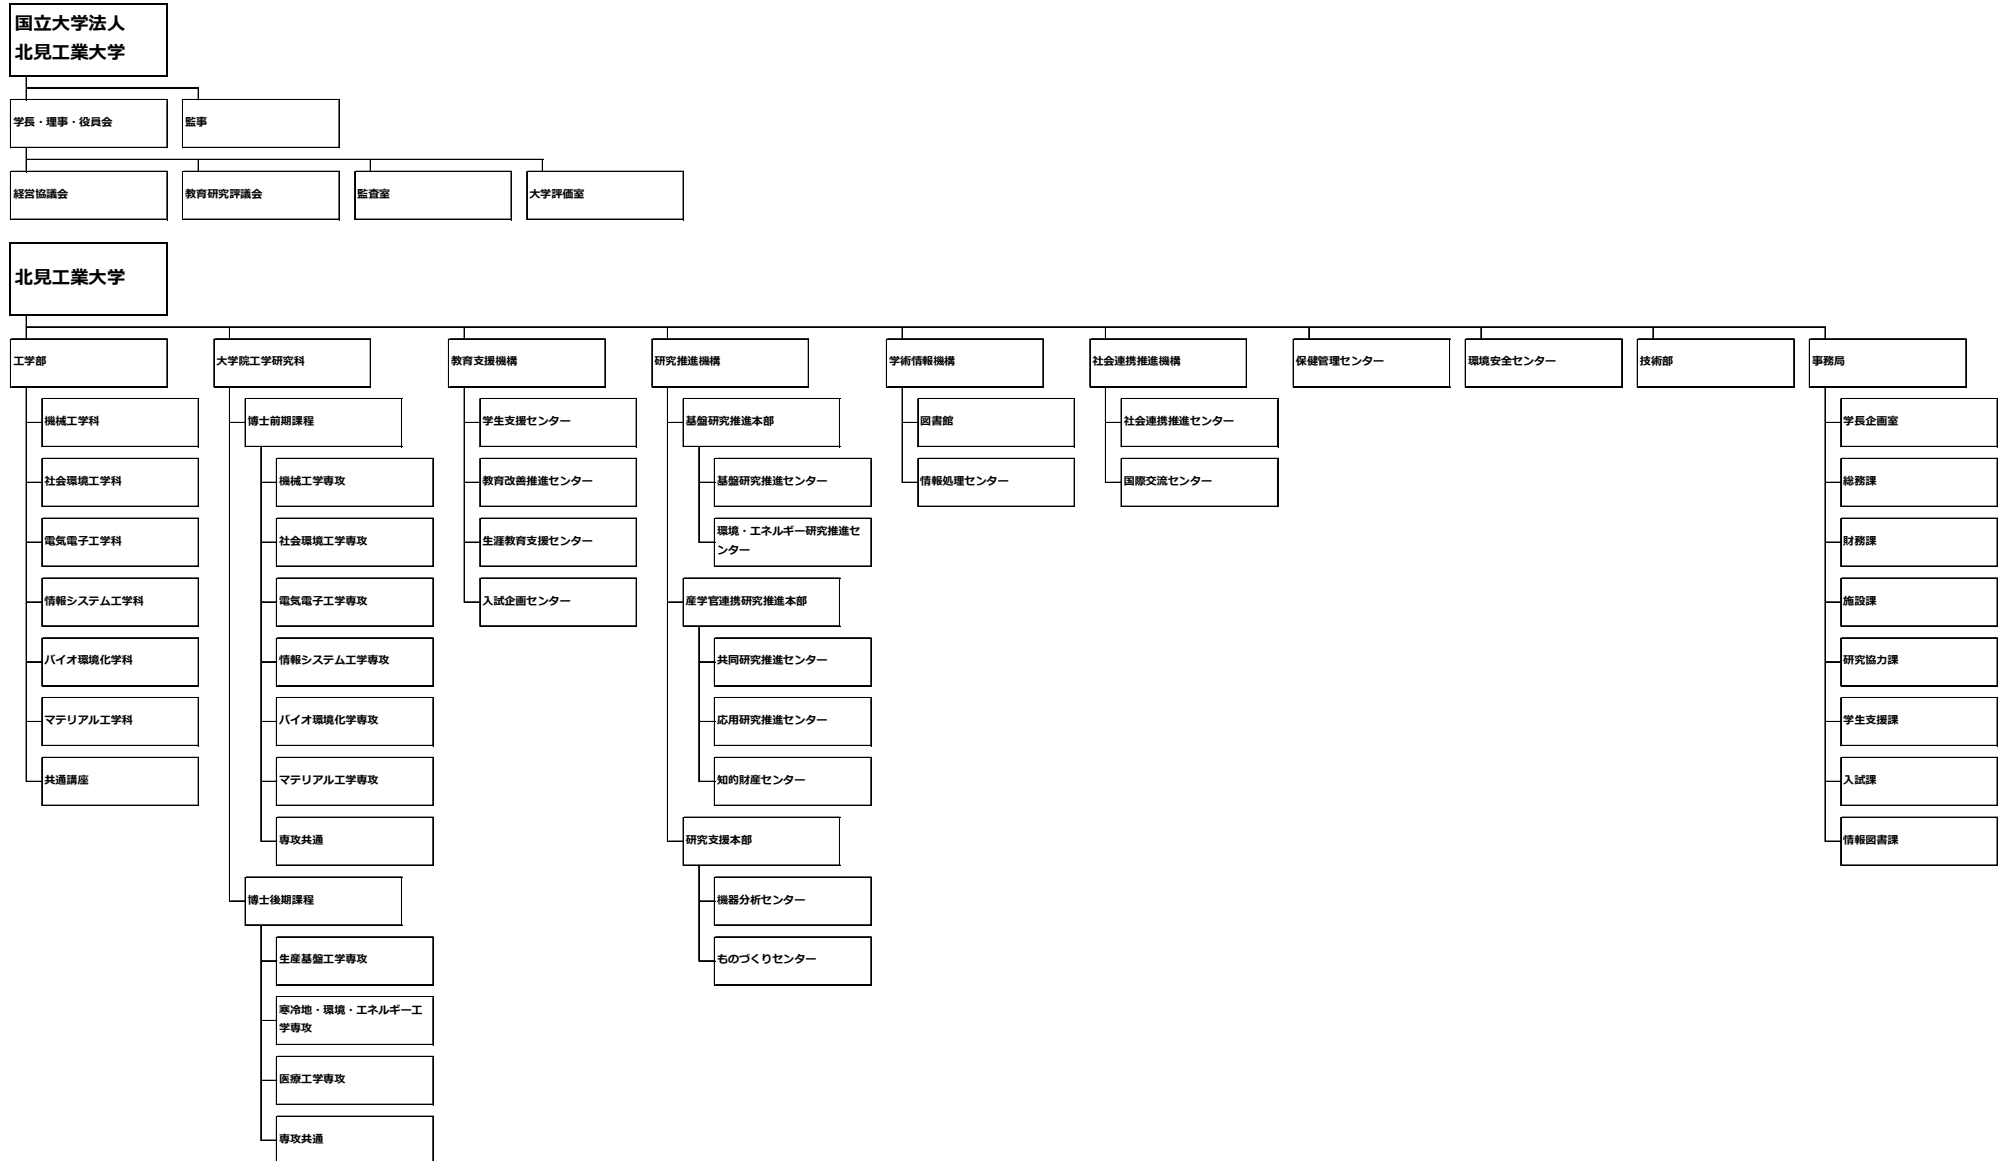 国立大学法人
北見工業大学
学長・理事・役員会
監事
経営協議会
教育研究評議会
監査室
大学評価室
北見工業大学
工学部
大学院工学研究科
教育支援機構
研究推進機構
学術情報機構
社会連携推進機構
保健管理センター
環境安全センター
技術部
事務局
機械工学科
社会環境工学科
電気電子工学科
情報システム工学科
バイオ環境化学科
マテリアル工学科
共通講座
博士前期課程
機械工学専攻
社会環境工学専攻
電気電子工学専攻
情報システム工学専攻
バイオ環境化学専攻
マテリアル工学専攻
専攻共通
博士後期課程
生産基盤工学専攻
寒冷地・環境・エネルギー工
学専攻
医療工学専攻
専攻共通
学生支援センター
教育改善推進センター
生涯教育支援センター
入試企画センター
基盤研究推進本部
基盤研究推進センター
環境・エネルギー研究推進セ
ンター
産学官連携研究推進本部
共同研究推進センター
応用研究推進センター
知的財産センター
研究支援本部
機器分析センター
ものづくりセンター
図書館
情報処理センター
社会連携推進センター
国際交流センター
学長企画室
総務課
財務課
施設課
研究協力課
学生支援課
入試課
情報図書課